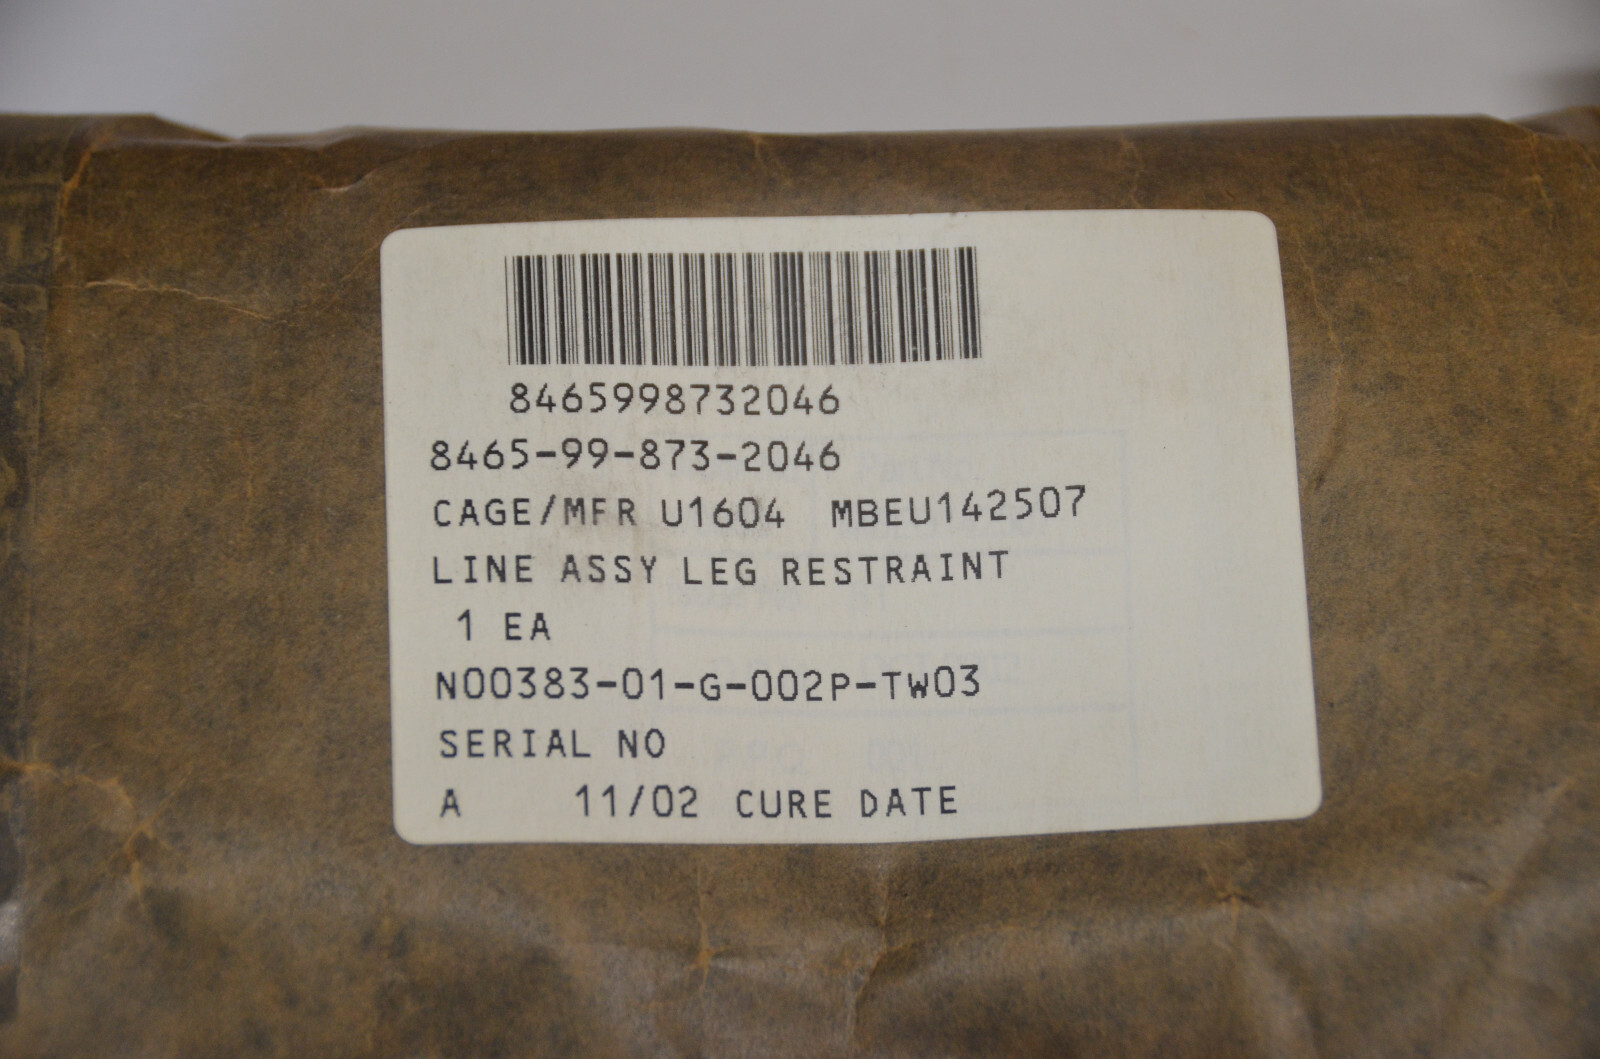 8465998732046
8465-99-873-2046
CAGE/MFR U1604 MBEU142507
LINE ASSY LEG RESTRAINT
1 EA
N00383-01-G-002P-TW03
SERIAL NO
A 11/02 CURE DATE